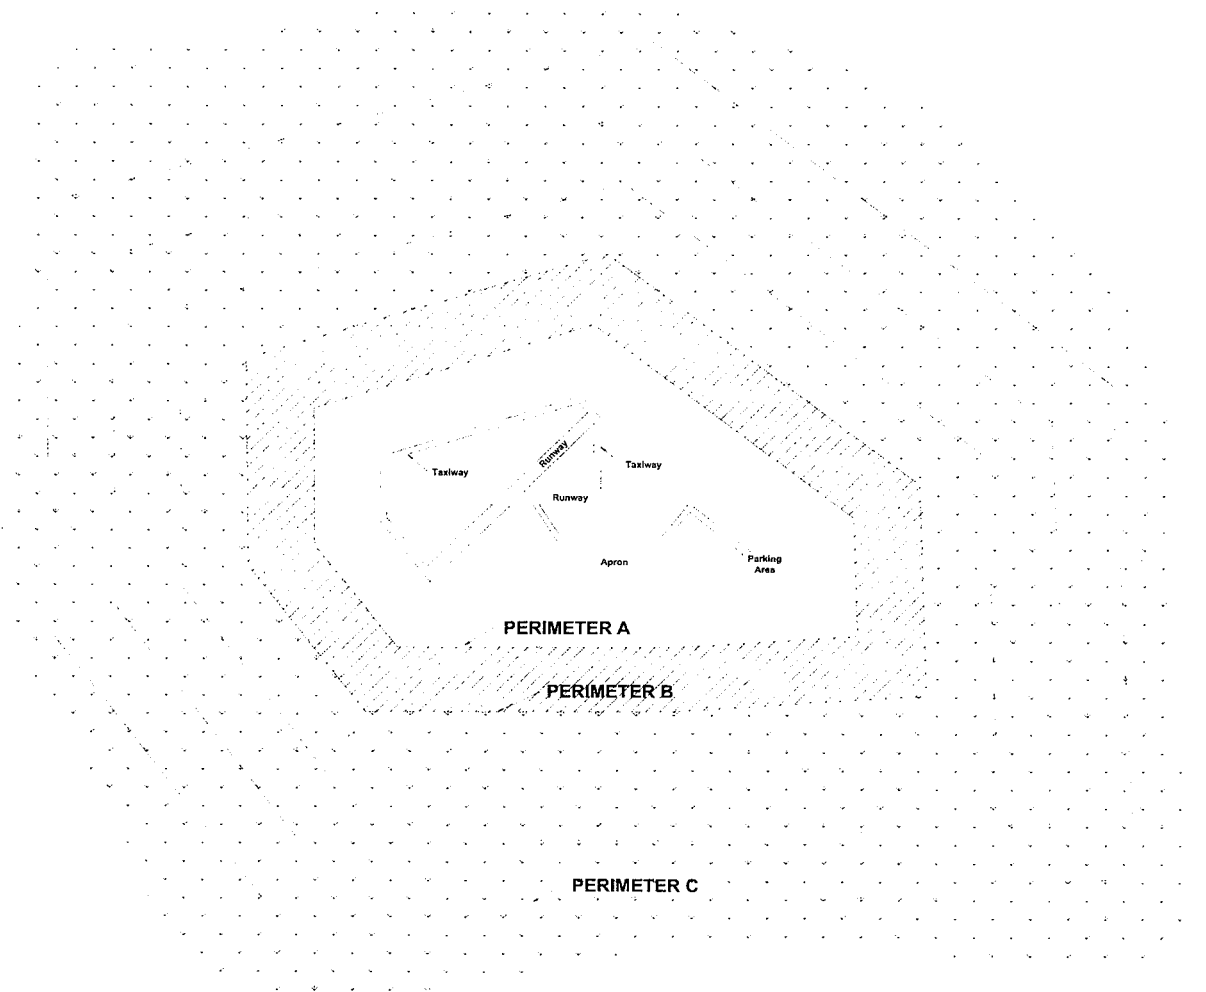 Runway
Taxiway
Taxiway
Runway
Apron
Parking
Area
PERIMETER A
PERIMETER B
PERIMETER C